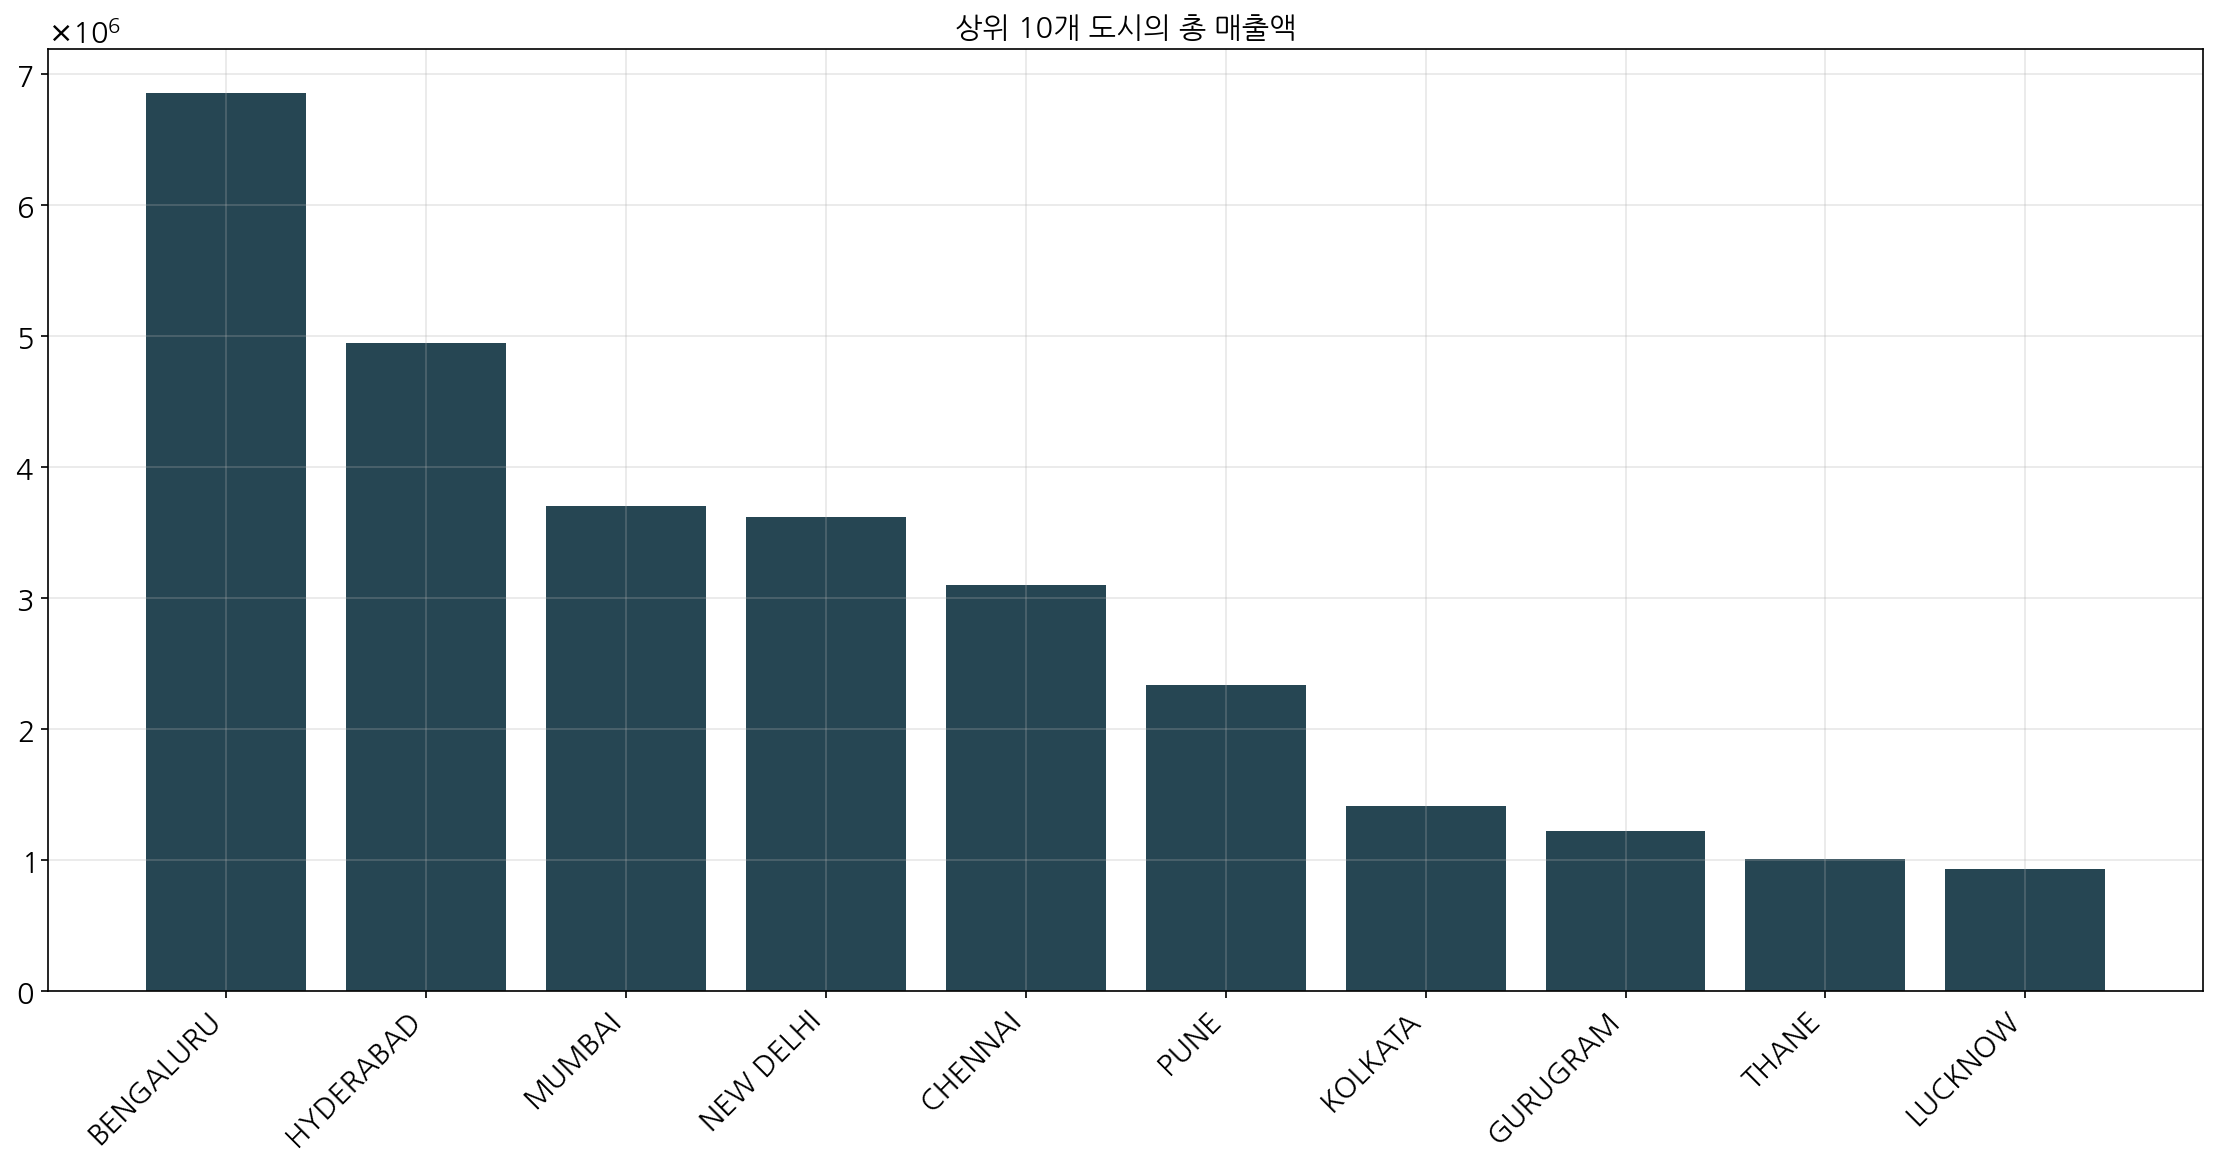 상위 10개 도시의 총 매출액
×10⁶
7
6
5
4
3
2
1
0
BENGALURU
HYDERABAD
MUMBAI
NEW DELHI
CHENNAI
PUNE
KOLKATA
GURUGRAM
THANE
LUCKNOW